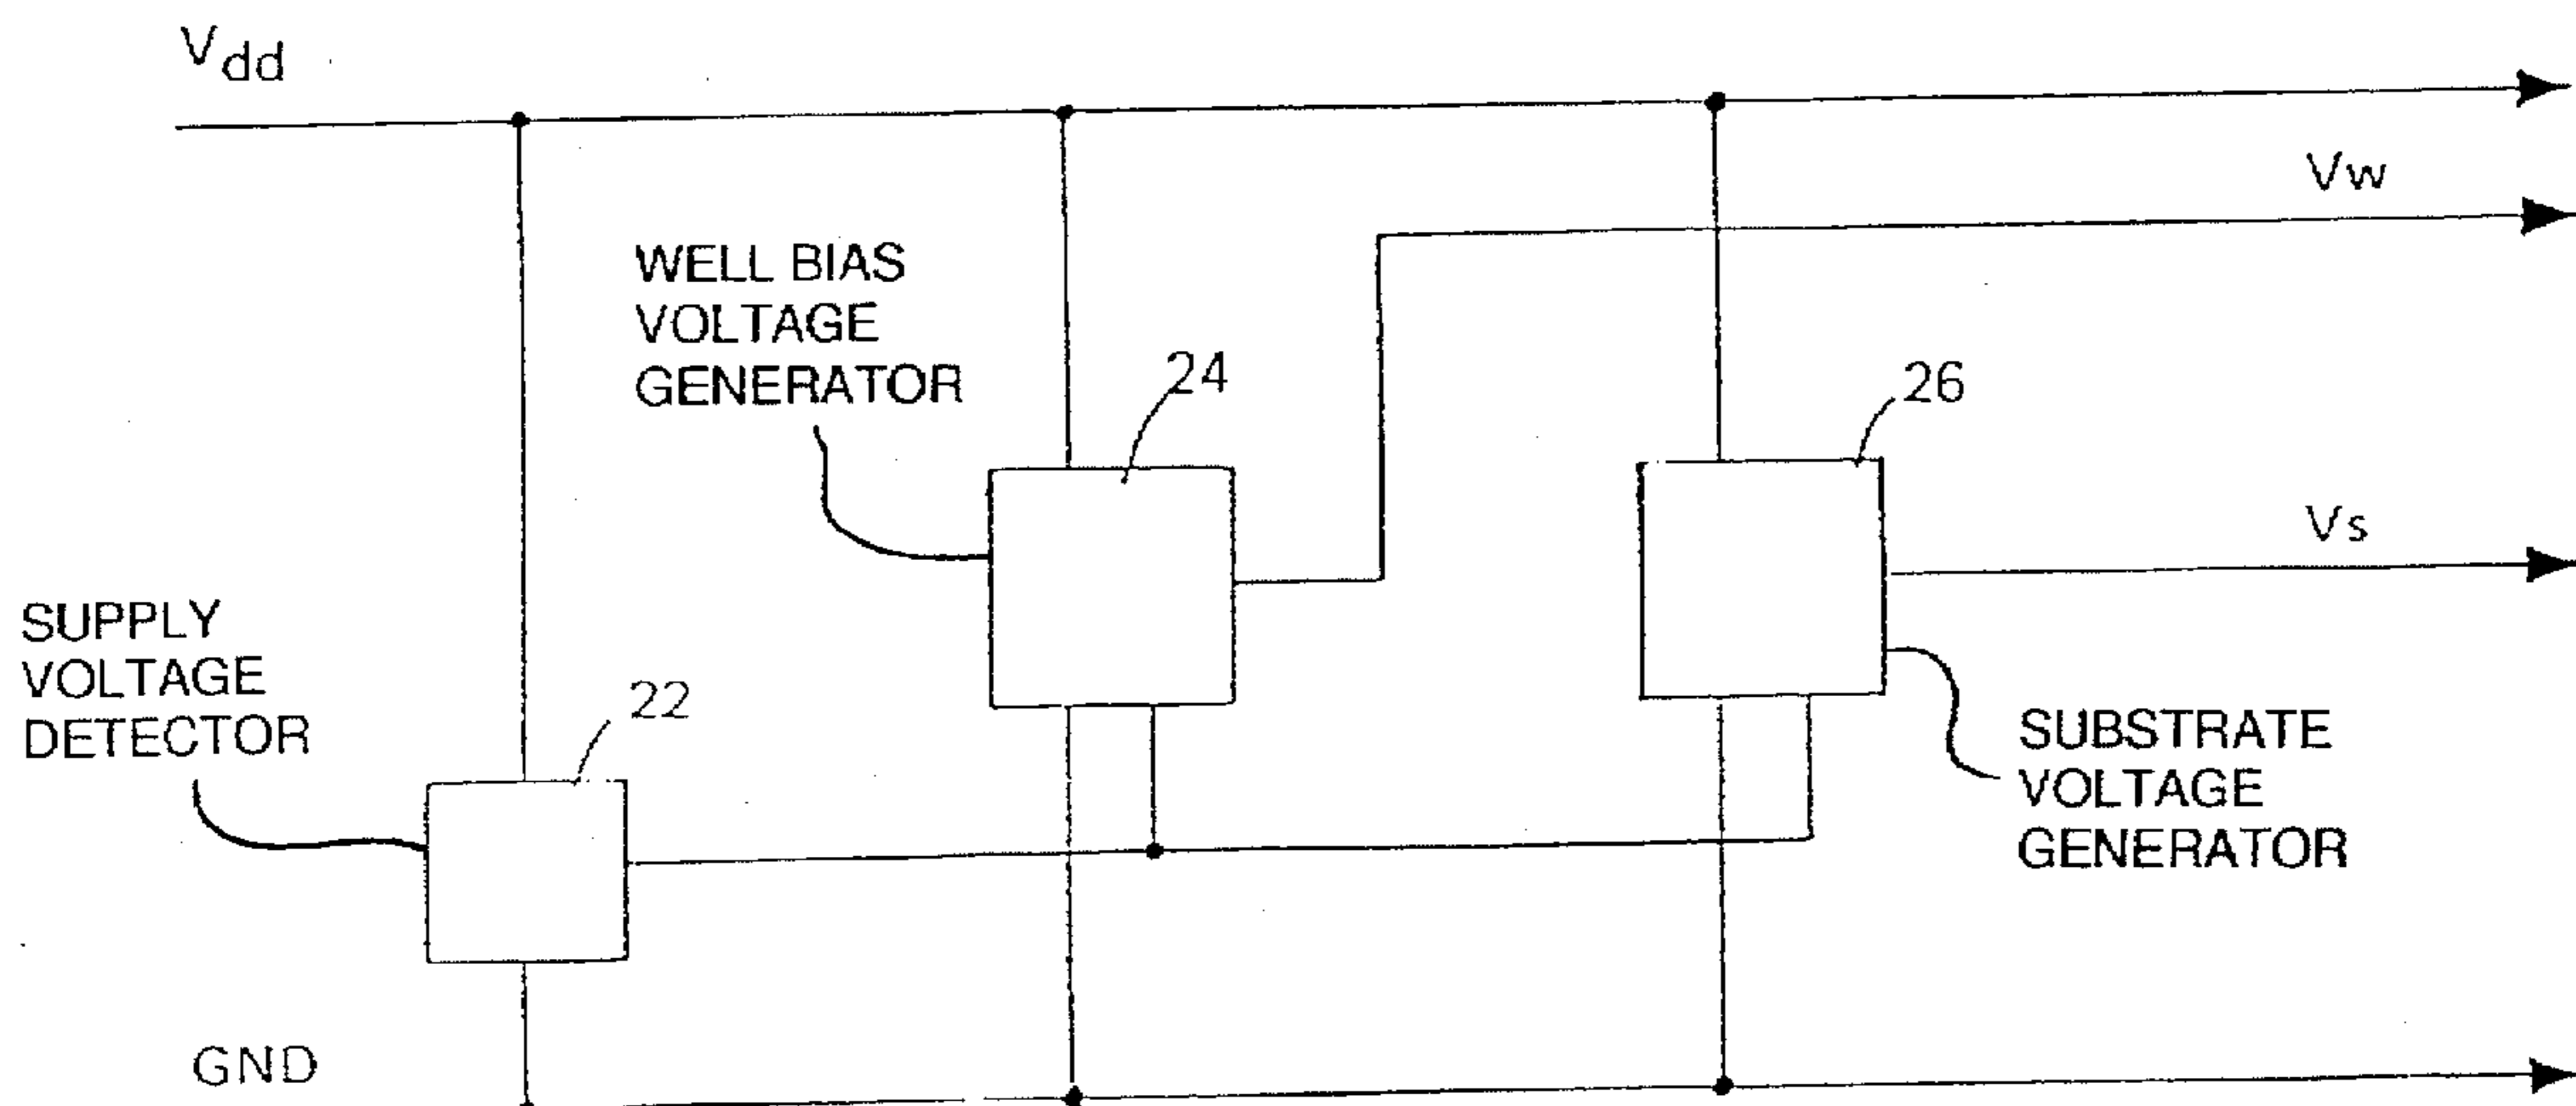 Vdd
Vw
WELL BIAS
VOLTAGE
GENERATOR
24
26
Vs
SUPPLY
VOLTAGE
DETECTOR
22
SUBSTRATE
VOLTAGE
GENERATOR
GND